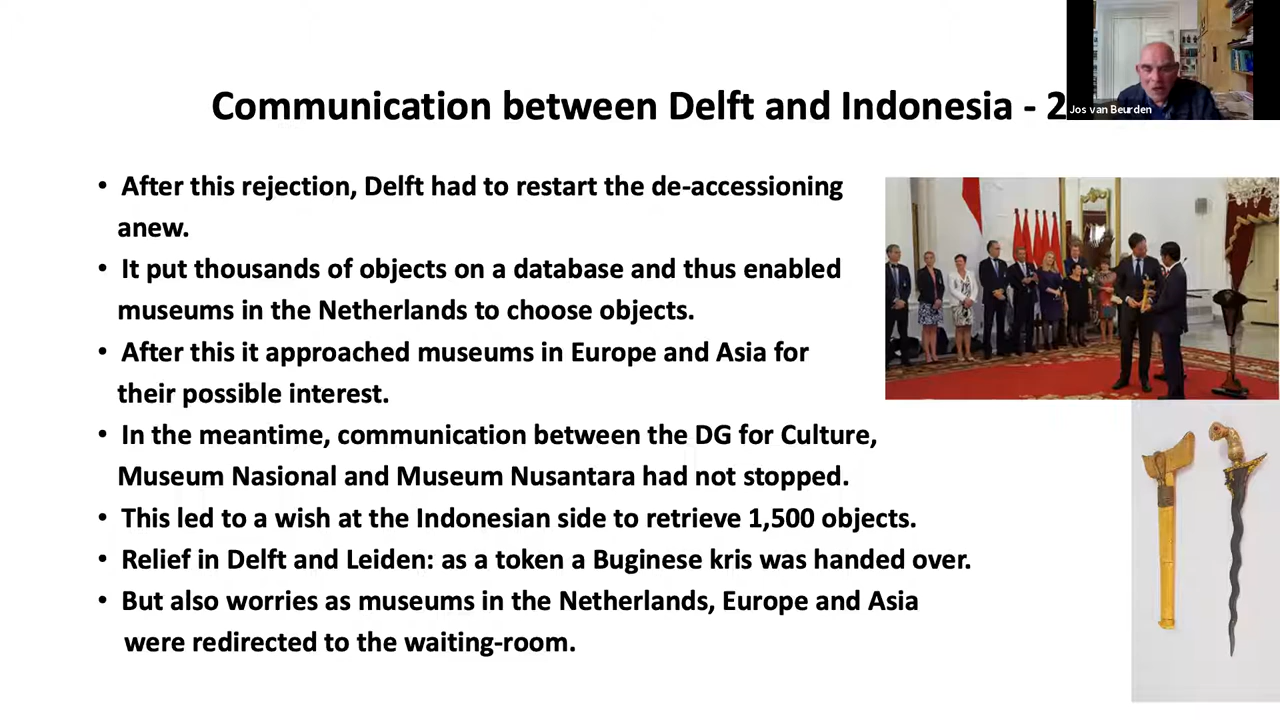 Communication between Delft and Indonesia - 2
Jos van Beurden
• After this rejection, Delft had to restart the de-accessioning
anew.
• It put thousands of objects on a database and thus enabled
museums in the Netherlands to choose objects.
• After this it approached museums in Europe and Asia for
their possible interest.
• In the meantime, communication between the DG for Culture,
Museum Nasional and Museum Nusantara had not stopped.
• This led to a wish at the Indonesian side to retrieve 1,500 objects.
• Relief in Delft and Leiden: as a token a Buginese kris was handed over.
• But also worries as museums in the Netherlands, Europe and Asia
were redirected to the waiting-room.